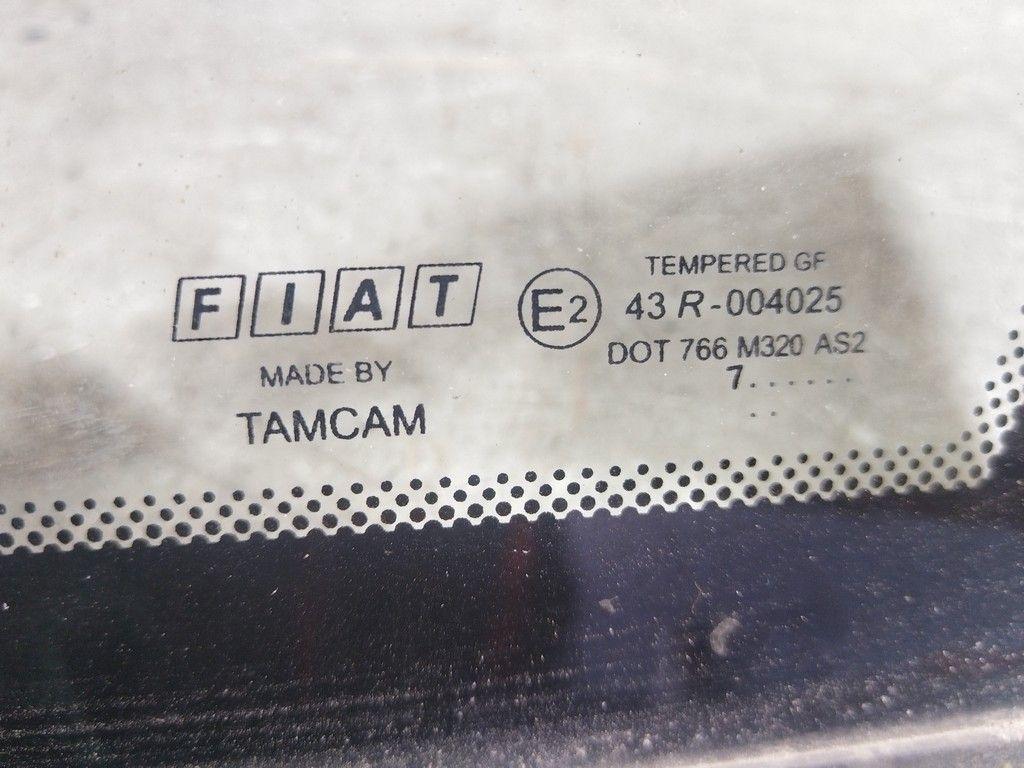 FIAT
MADE BY
TAMCAM
E2
TEMPERED GF
43 R-004025
DOT 766 M320 AS2
7......
..